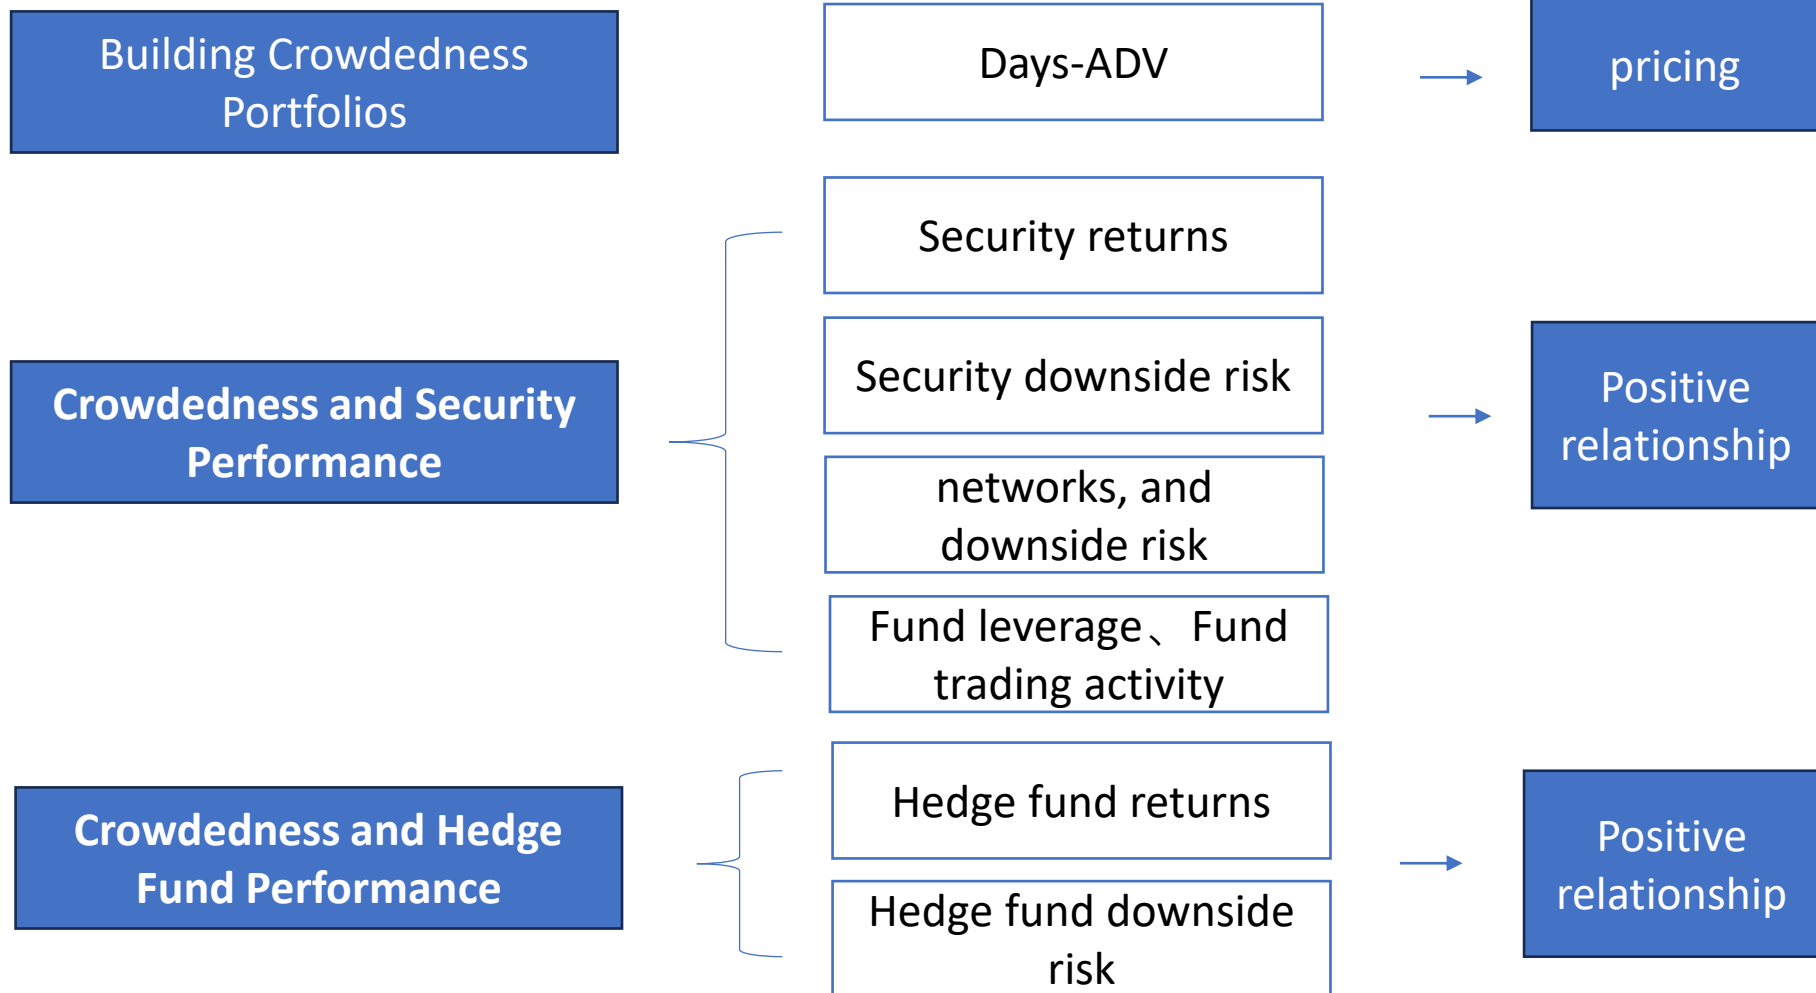 Building Crowdedness
Portfolios
Days-ADV
pricing
Security returns
Crowdedness and Security
Performance
Security downside risk
networks, and
downside risk
Fund leverage、Fund
trading activity
Positive
relationship
Crowdedness and Hedge
Fund Performance
Hedge fund returns
Hedge fund downside
risk
Positive
relationship